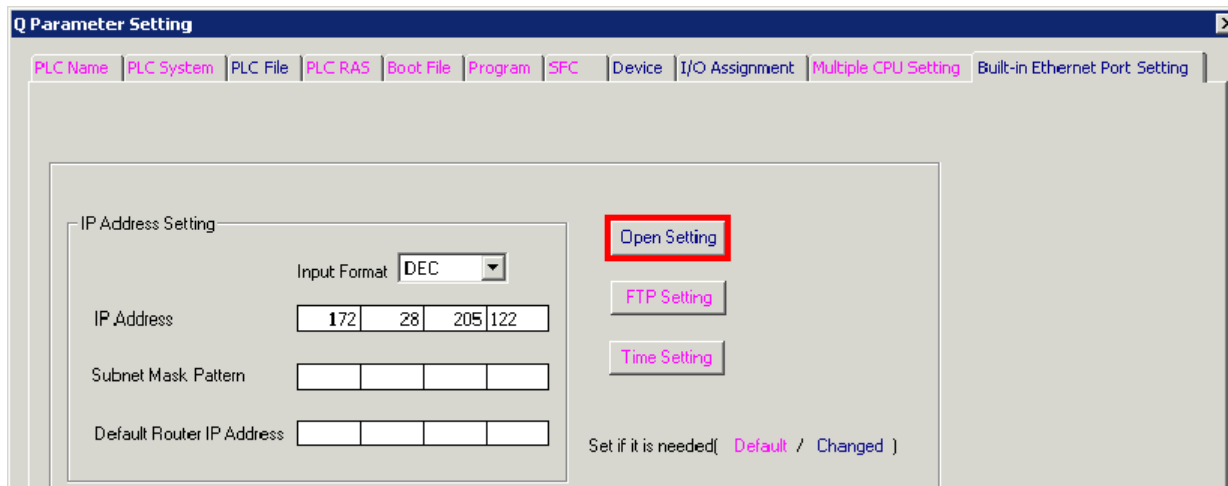 Q Parameter Setting
PLC Name PLC System PLC File PLC RAS Boot File Program SFC Device I/O Assignment Multiple CPU Setting Built-in Ethernet Port Setting
IP Address Setting
Input Format DEC
IP Address 172 28 205 122
Subnet Mask Pattern
Default Router IP Address
Open Setting
FTP Setting
Time Setting
Set if it is needed( Default / Changed )